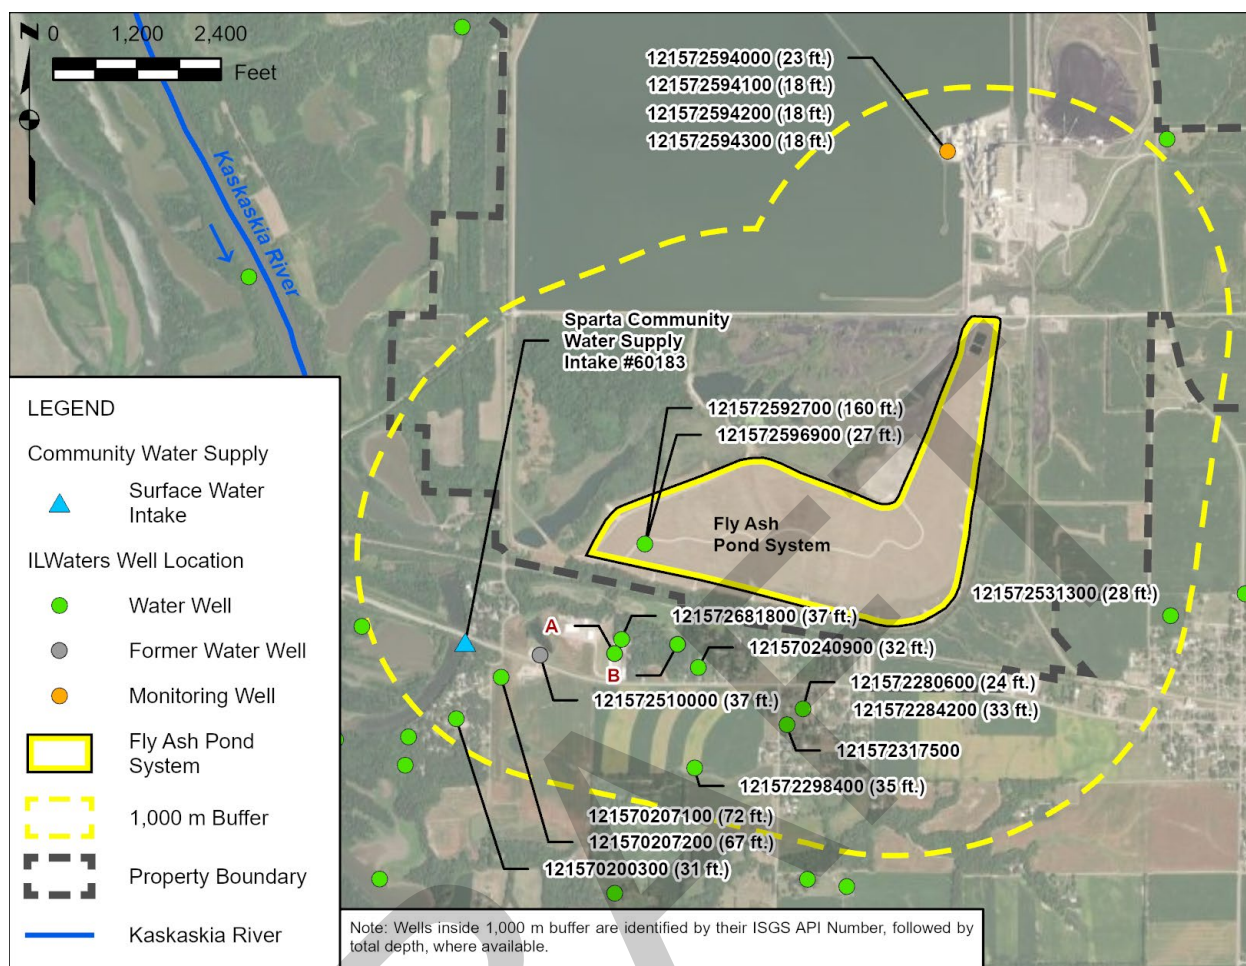 N
0 1,200 2,400
Feet
Kaskaskia River
121572594000 (23 ft.)
121572594100 (18 ft.)
121572594200 (18 ft.)
121572594300 (18 ft.)
Sparta Community
Water Supply
Intake #60183
121572592700 (160 ft.)
121572596900 (27 ft.)
Fly Ash
Pond System
121572531300 (28 ft.)
A
121572681800 (37 ft.)
B
121570240900 (32 ft.)
121572510000 (37 ft.)
121572280600 (24 ft.)
121572284200 (33 ft.)
121572317500
121572298400 (35 ft.)
121570207100 (72 ft.)
121570207200 (67 ft.)
121570200300 (31 ft.)
LEGEND
Community Water Supply
Surface Water
Intake
ILWaters Well Location
Water Well
Former Water Well
Monitoring Well
Fly Ash Pond
System
1,000 m Buffer
Property Boundary
Kaskaskia River
Note: Wells inside 1,000 m buffer are identified by their ISGS API Number, followed by
total depth, where available.